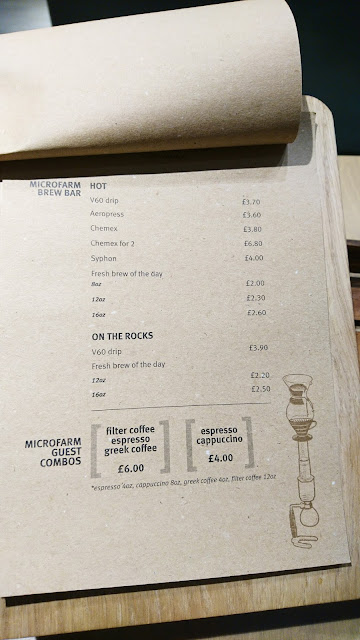 MICROFARM
BREW BAR
HOT
V60 drip £3.70
Aeropress £3.60
Chemex £3.80
Chemex for 2 £6.80
Syphon £4.00
Fresh brew of the day
8oz £2.00
12oz £2.30
16oz £2.60
ON THE ROCKS
V60 drip £3.90
Fresh brew of the day
12oz £2.20
16oz £2.50
MICROFARM
GUEST
COMBOS
filter coffee
espresso
greek coffee
£6.00
espresso
cappuccino
£4.00
*espresso 4oz, cappuccino 8oz, greek coffee 4oz, filter coffee 12oz